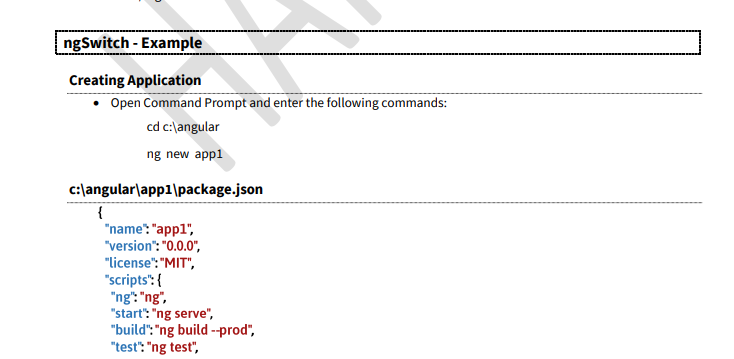 ngSwitch - Example
Creating Application
• Open Command Prompt and enter the following commands:
cd c:\angular
ng new app1
c:\angular\app1\package.json
{
"name": "app1",
"version": "0.0.0",
"license": "MIT",
"scripts": {
"ng": "ng",
"start": "ng serve",
"build": "ng build --prod",
"test": "ng test",